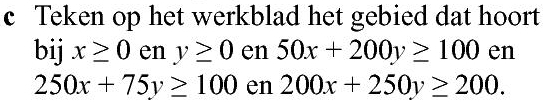 c Teken op het werkblad het gebied dat hoort
bij x ≥ 0 en y ≥ 0 en 50x + 200y ≥ 100 en
250x + 75y ≥ 100 en 200x + 250y ≥ 200.